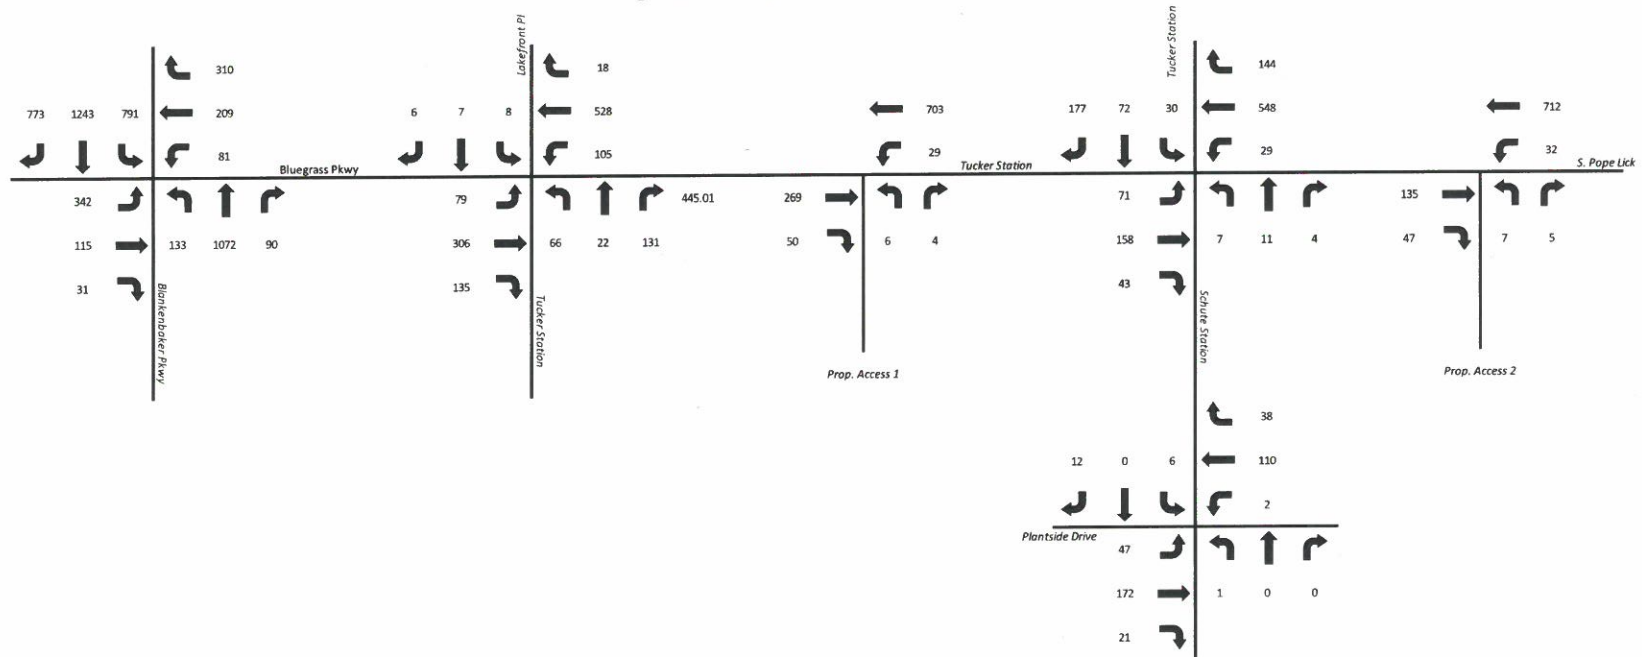 Lakefront Pl
Tucker Station
310
18
144
773 1243 791 209
6 7 8 528
703
177 72 30 548
712
81
105
29
29
32
Bluegrass Pkwy
Tucker Station
S. Pope Lick
342
79
445.01
269
71
135
115 133 1072 90
306 66 22 131
50 6 4
158 7 11 4
47 7 5
31
135
43
Blankenbaker Pkwy
Tucker Station
Schute Station
Prop. Access 1
Prop. Access 2
38
12 0 6 110
2
Plantside Drive
47
172 1 0 0
21